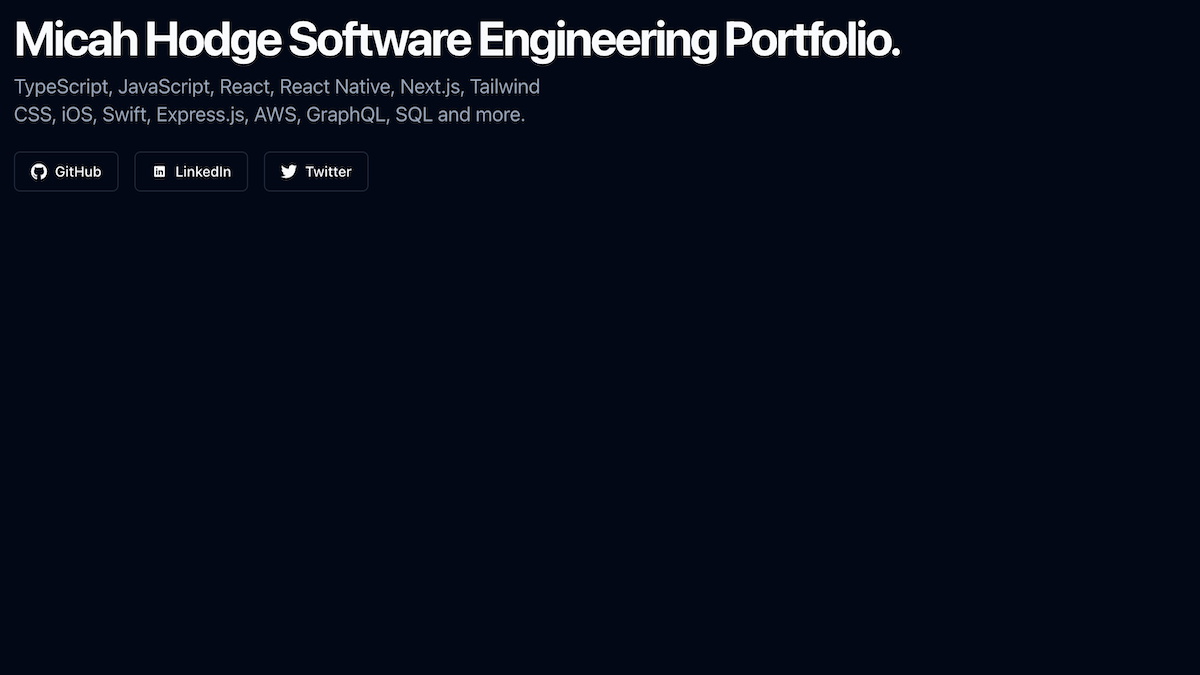 Micah Hodge Software Engineering Portfolio.
TypeScript, JavaScript, React, React Native, Next.js, Tailwind
CSS, iOS, Swift, Express.js, AWS, GraphQL, SQL and more.
GitHub LinkedIn Twitter